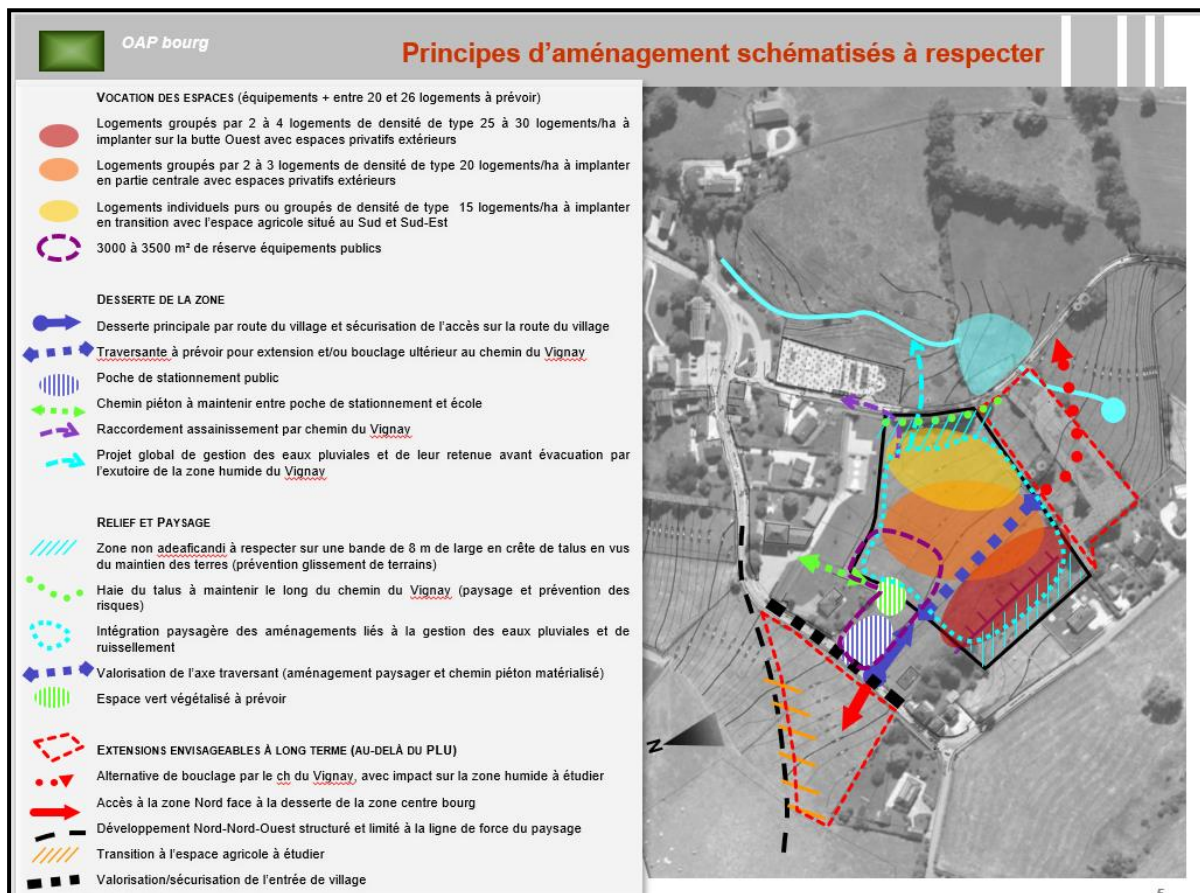 OAP bourg
Principes d'aménagement schématisés à respecter
VOCATION DES ESPACES (équipements + entre 20 et 26 logements à prévoir)
Logements groupés par 2 à 4 logements de densité de type 25 à 30 logements/ha à
implanter sur la butte Ouest avec espaces privatifs extérieurs
Logements groupés par 2 à 3 logements de densité de type 20 logements/ha à implanter
en partie centrale avec espaces privatifs extérieurs
Logements individuels purs ou groupés de densité de type 15 logements/ha à implanter
en transition avec l'espace agricole situé au Sud et Sud-Est
3000 à 3500 m² de réserve équipements publics
DESSERTE DE LA ZONE
Desserte principale par route du village et sécurisation de l'accès sur la route du village
Traversante à prévoir pour extension et/ou bouclage ultérieur au chemin du Vignay
Poche de stationnement public
Chemin piéton à maintenir entre poche de stationnement et école
Raccordement assainissement par chemin du Vignay
Projet global de gestion des eaux pluviales et de leur retenue avant évacuation par
l'exutoire de la zone humide du Vignay
RELIEF ET PAYSAGE
Zone non adeaficandi à respecter sur une bande de 8 m de large en crête de talus en vus
du maintien des terres (prévention glissement de terrains)
Haie du talus à maintenir le long du chemin du Vignay (paysage et prévention des
risques)
Intégration paysagère des aménagements liés à la gestion des eaux pluviales et de
ruissellement
Valorisation de l'axe traversant (aménagement paysager et chemin piéton matérialisé)
Espace vert végétalisé à prévoir
EXTENSIONS ENVISAGEABLES À LONG TERME (AU-DELÀ DU PLU)
Alternative de bouclage par le ch du Vignay, avec impact sur la zone humide à étudier
Accès à la zone Nord face à la desserte de la zone centre bourg
Développement Nord-Nord-Ouest structuré et limité à la ligne de force du paysage
Transition à l'espace agricole à étudier
Valorisation/sécurisation de l'entrée de village
N